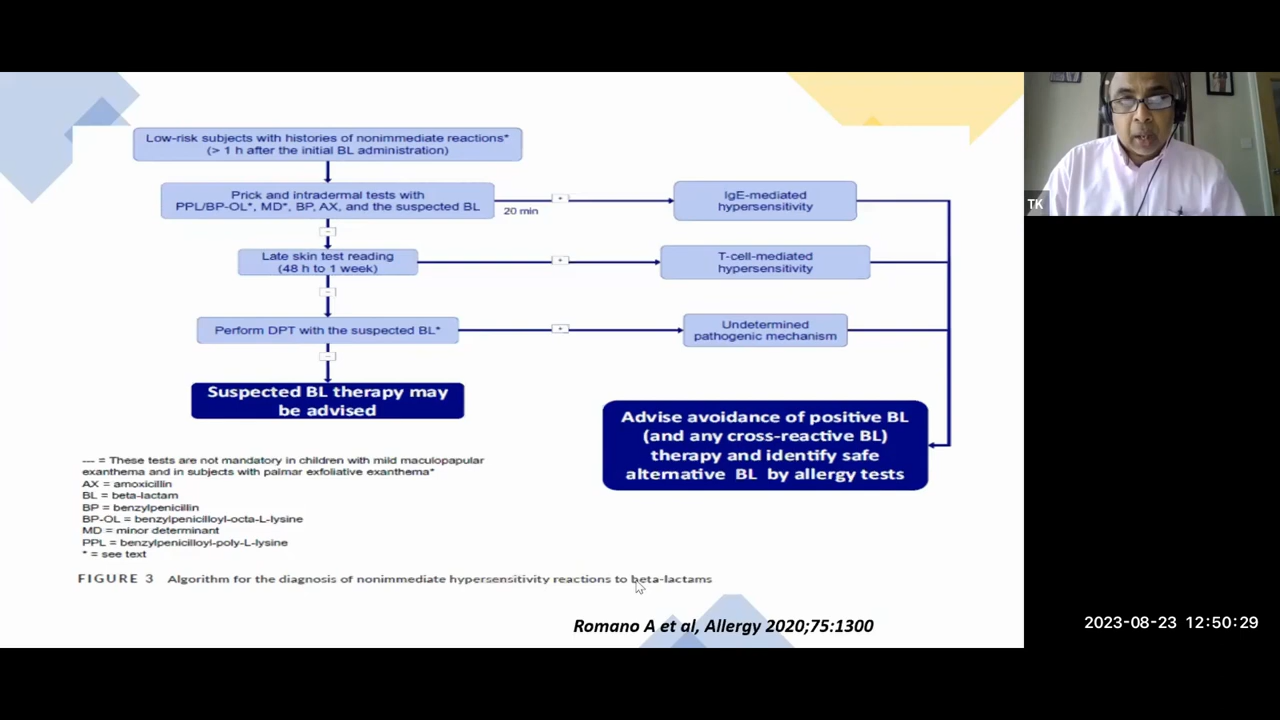 Low-risk subjects with histories of nonimmediate reactions*
(> 1 h after the initial BL administration)
Prick and intradermal tests with
PPL/BP-OL*, MD*, BP, AX, and the suspected BL
20 min
+
IgE-mediated
hypersensitivity
–
Late skin test reading
(48 h to 1 week)
+
T-cell-mediated
hypersensitivity
–
Perform DPT with the suspected BL*
+
Undetermined
pathogenic mechanism
–
Suspected BL therapy may
be advised
Advise avoidance of positive BL
(and any cross-reactive BL)
therapy and identify safe
alternative BL by allergy tests
--- = These tests are not mandatory in children with mild maculopapular
exanthema and in subjects with palmar exfoliative exanthema*
AX = amoxicillin
BL = beta-lactam
BP = benzylpenicillin
BP-OL = benzylpenicilloyl-octa-L-lysine
MD = minor determinant
PPL = benzylpenicilloyl-poly-L-lysine
* = see text
FIGURE 3 Algorithm for the diagnosis of nonimmediate hypersensitivity reactions to beta-lactams
Romano A et al, Allergy 2020;75:1300
TK
2023-08-23 12:50:29